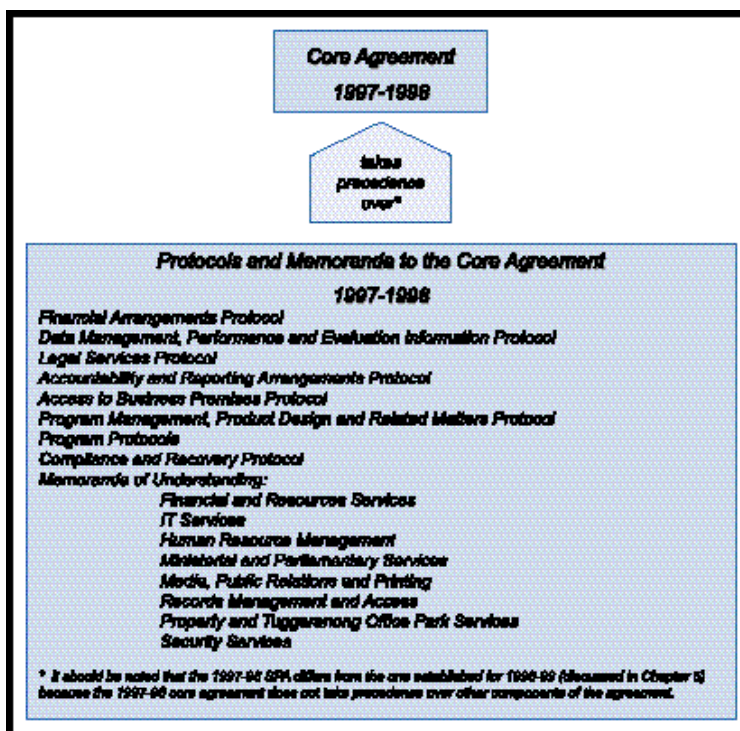 Core Agreement
1997-1998
takes
precedence
over*
Protocols and Memoranda to the Core Agreement
1997-1998
Financial Arrangements Protocol
Data Management, Performance and Evaluation Information Protocol
Legal Services Protocol
Accountability and Reporting Arrangements Protocol
Access to Business Premises Protocol
Program Management, Product Design and Related Matters Protocol
Program Protocols
Compliance and Recovery Protocol
Memoranda of Understanding:
Financial and Resources Services
IT Services
Human Resource Management
Ministerial and Parliamentary Services
Media, Public Relations and Printing
Records Management and Access
Property and Tuggeranong Office Park Services
Security Services
* It should be noted that the 1997-98 SPA differs from the one established for 1998-99 (discussed in Chapter 5)
because the 1997-98 core agreement does not take precedence over other components of the agreement.